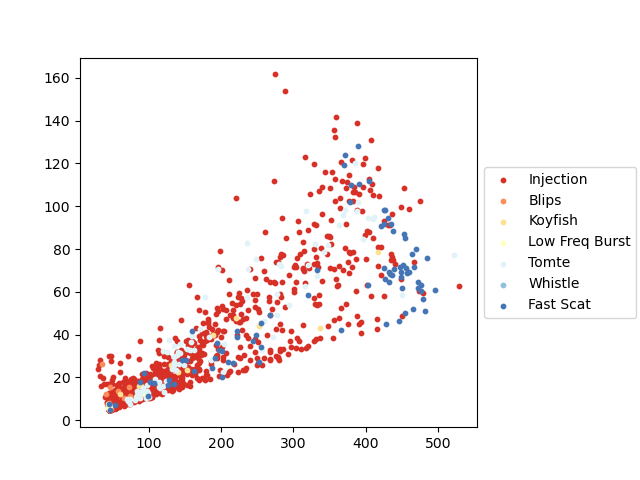 160
140
120
100
80
60
40
20
0
100 200 300 400 500
Injection
Blips
Koyfish
Low Freq Burst
Tomte
Whistle
Fast Scat